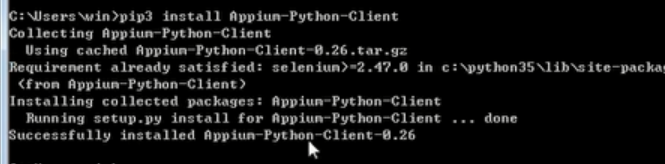 C:\Users\win>pip3 install Appium-Python-Client
Collecting Appium-Python-Client
Using cached Appium-Python-Client-0.26.tar.gz
Requirement already satisfied: selenium>=2.47.0 in c:\python35\lib\site-packag
(from Appium-Python-Client)
Installing collected packages: Appium-Python-Client
Running setup.py install for Appium-Python-Client ... done
Successfully installed Appium-Python-Client-0.26